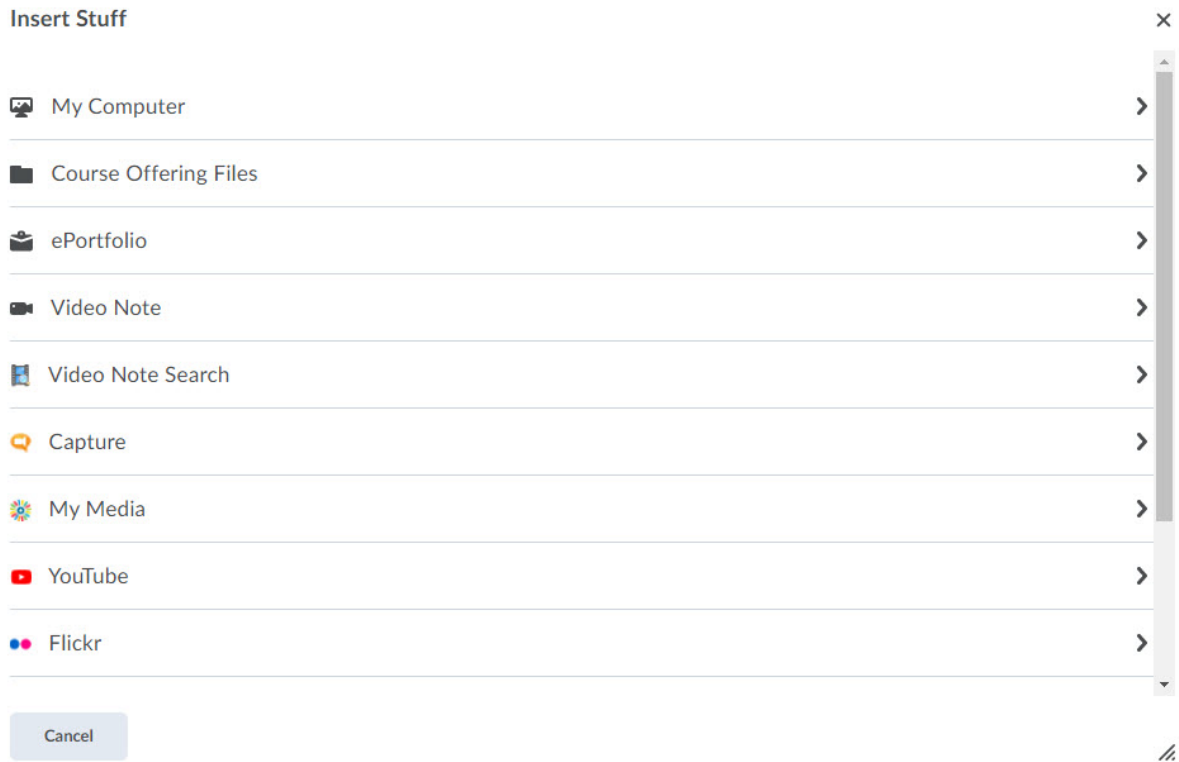 Insert Stuff
My Computer
Course Offering Files
ePortfolio
Video Note
Video Note Search
Capture
My Media
YouTube
Flickr
Cancel